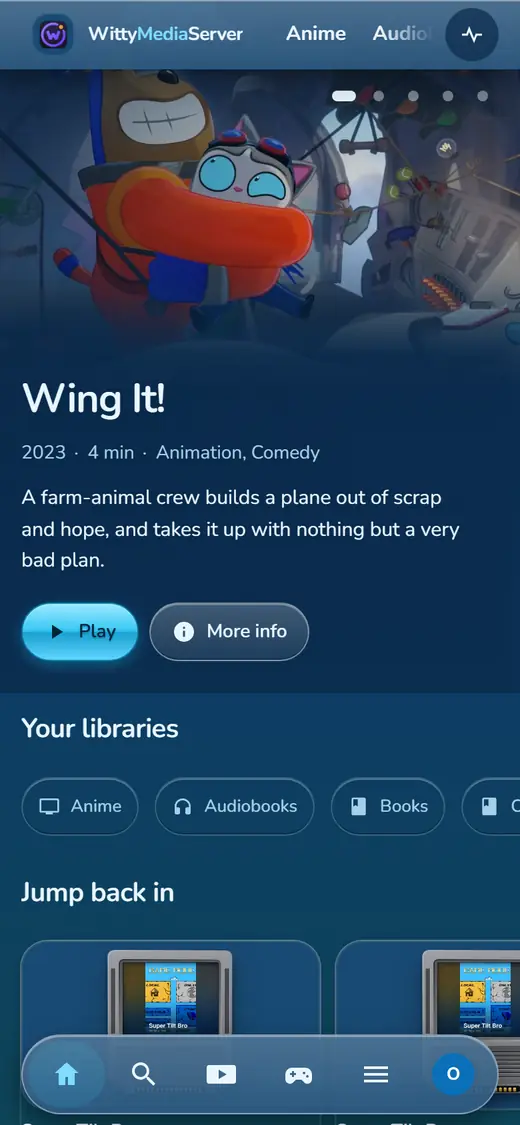 WittyMediaServer
Anime
Wing It!
2023 · 4 min · Animation, Comedy
A farm-animal crew builds a plane out of scrap
and hope, and takes it up with nothing but a very
bad plan.
Play
More info
Your libraries
Anime
Audiobooks
Books
Jump back in
Super Tilt Bro
Super Tilt Bro
O